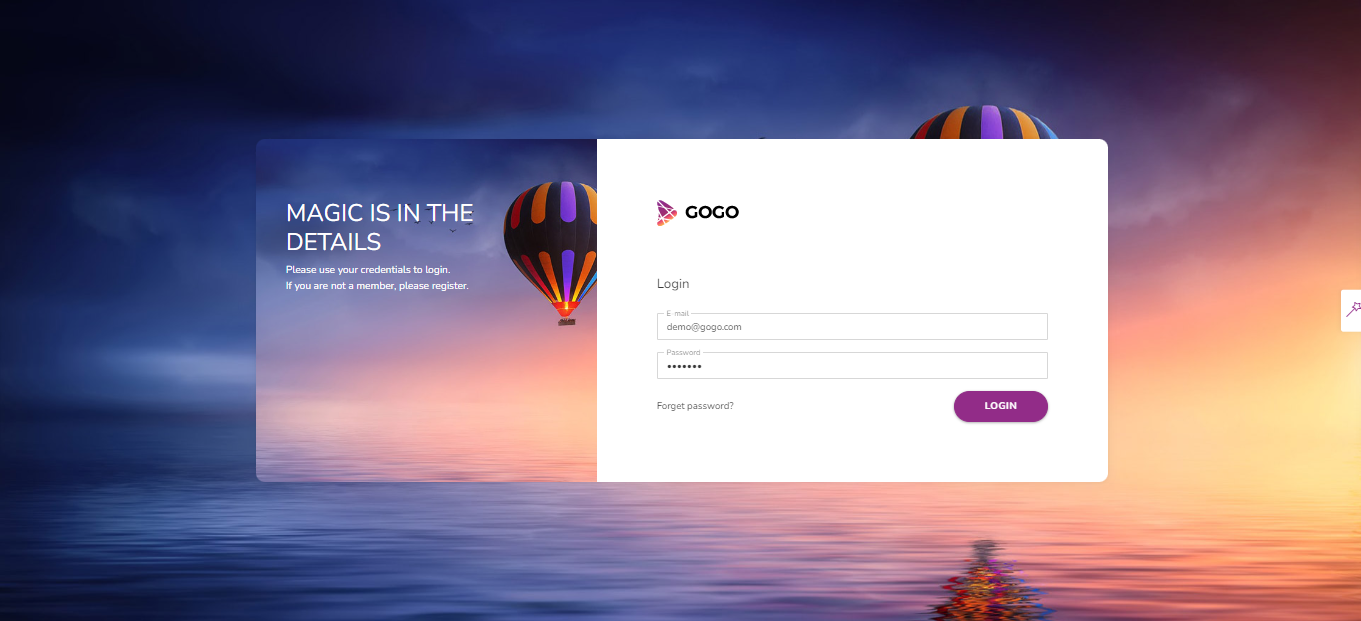 MAGIC IS IN THE
DETAILS
Please use your credentials to login.
If you are not a member, please register.
GOGO
Login
E-mail
demo@gogo.com
Password
•••••••
Forget password?
LOGIN